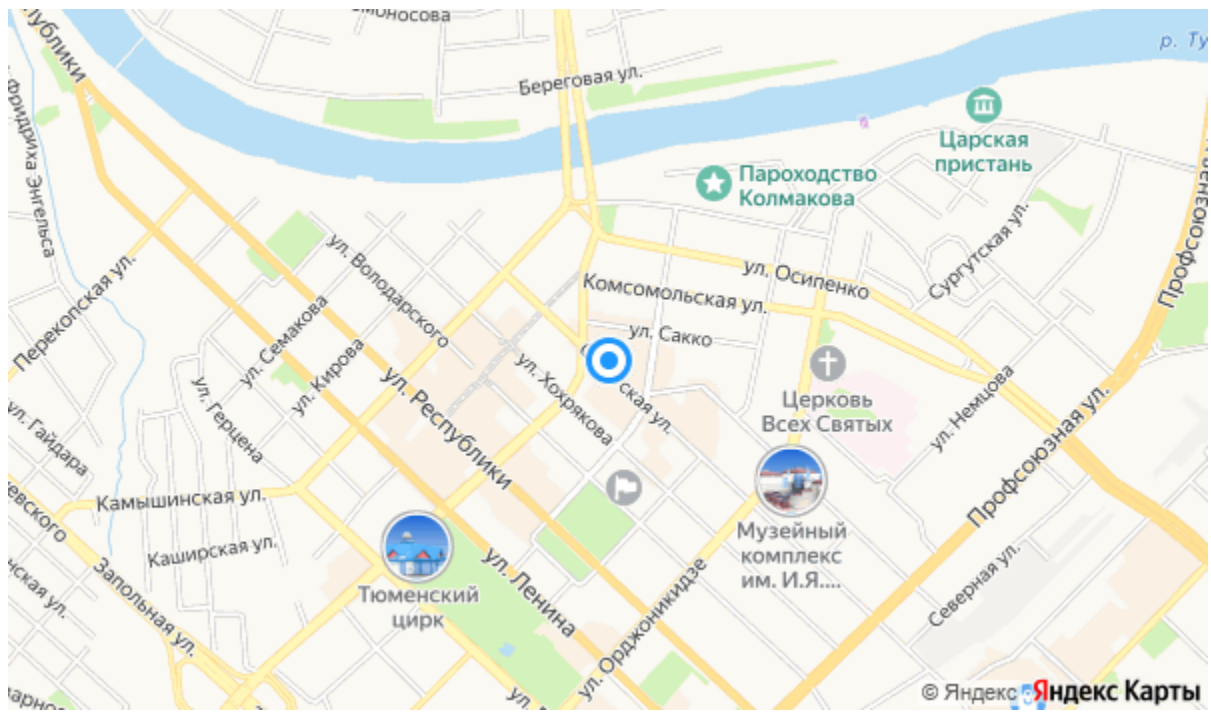 Береговая ул.
р. Ту
Фридриха Энгельса
Царская
пристань
Пароходство
Колмакова
Профсоюзная
Сургутская ул.
ул. Осипенко
Комсомольская ул.
ул. Сакко
ул. Володарского
Перекопская ул.
ул. Семакова
ул. Кирова
ул. Хохрякова
ская ул.
ул. Республики
Церковь
Всех Святых
ул. Немцова
ул. Герцена
ул. Гайдара
Профсоюзная ул.
Камышинская ул.
Каширская ул.
Запольная ул.
Тюменский
цирк
ул. Ленина
Музейный
комплекс
им. И.Я....
ул. Орджоникидзе
Северная ул.
© Яндекс
Яндекс Карты